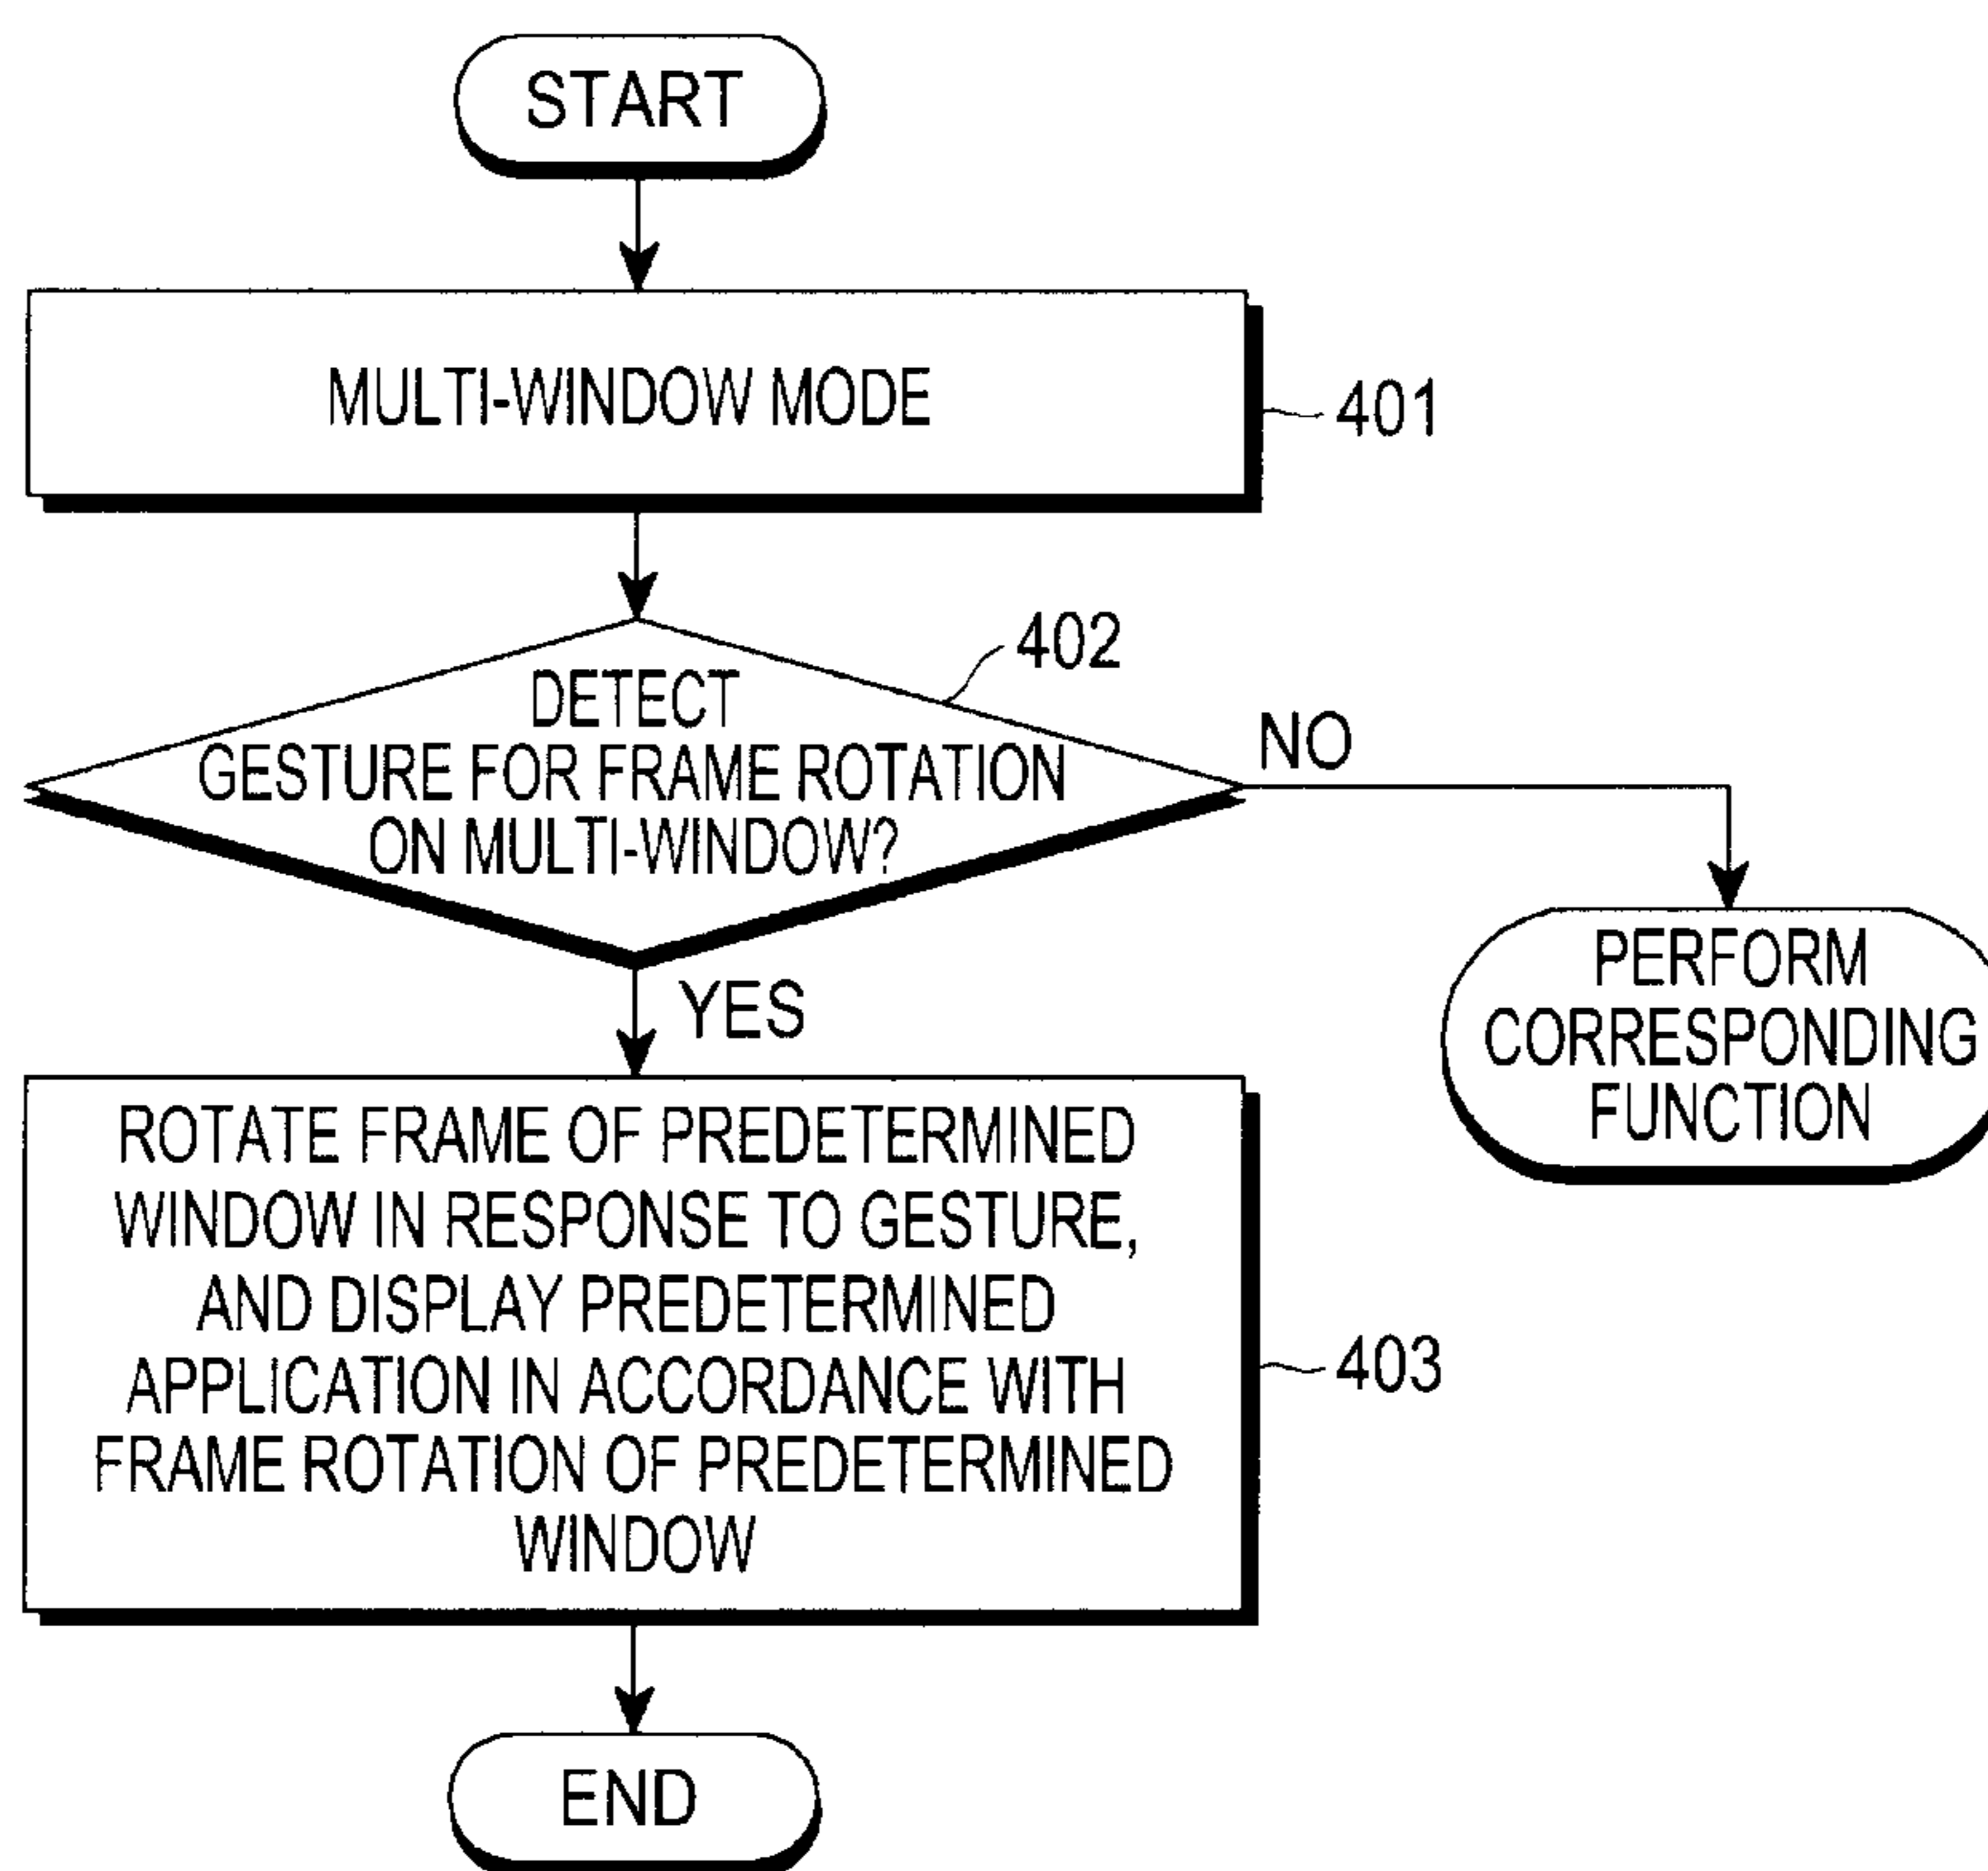 START
MULTI-WINDOW MODE
401
402
DETECT
GESTURE FOR FRAME ROTATION
ON MULTI-WINDOW?
NO
YES
PERFORM
CORRESPONDING
FUNCTION
ROTATE FRAME OF PREDETERMINED
WINDOW IN RESPONSE TO GESTURE,
AND DISPLAY PREDETERMINED
APPLICATION IN ACCORDANCE WITH
FRAME ROTATION OF PREDETERMINED
WINDOW
403
END